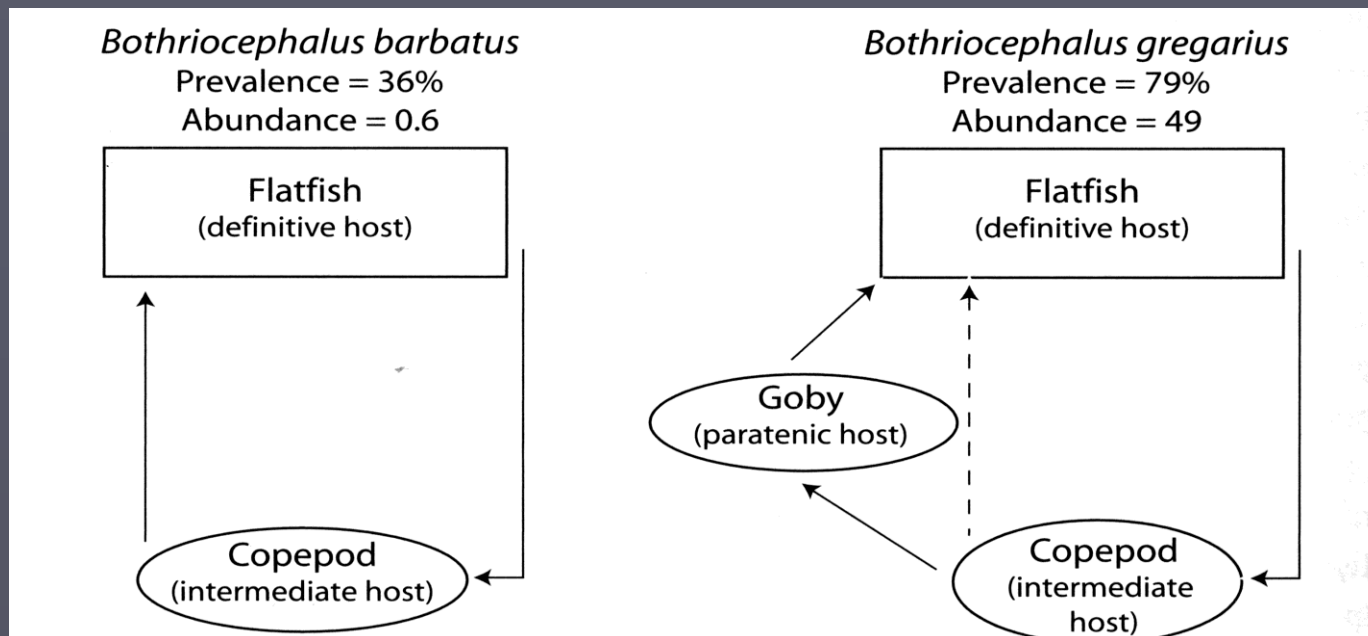 Bothriocephalus barbatus
Prevalence = 36%
Abundance = 0.6
Flatfish
(definitive host)
Copepod
(intermediate host)
Bothriocephalus gregarius
Prevalence = 79%
Abundance = 49
Flatfish
(definitive host)
Goby
(paratenic host)
Copepod
(intermediate
host)